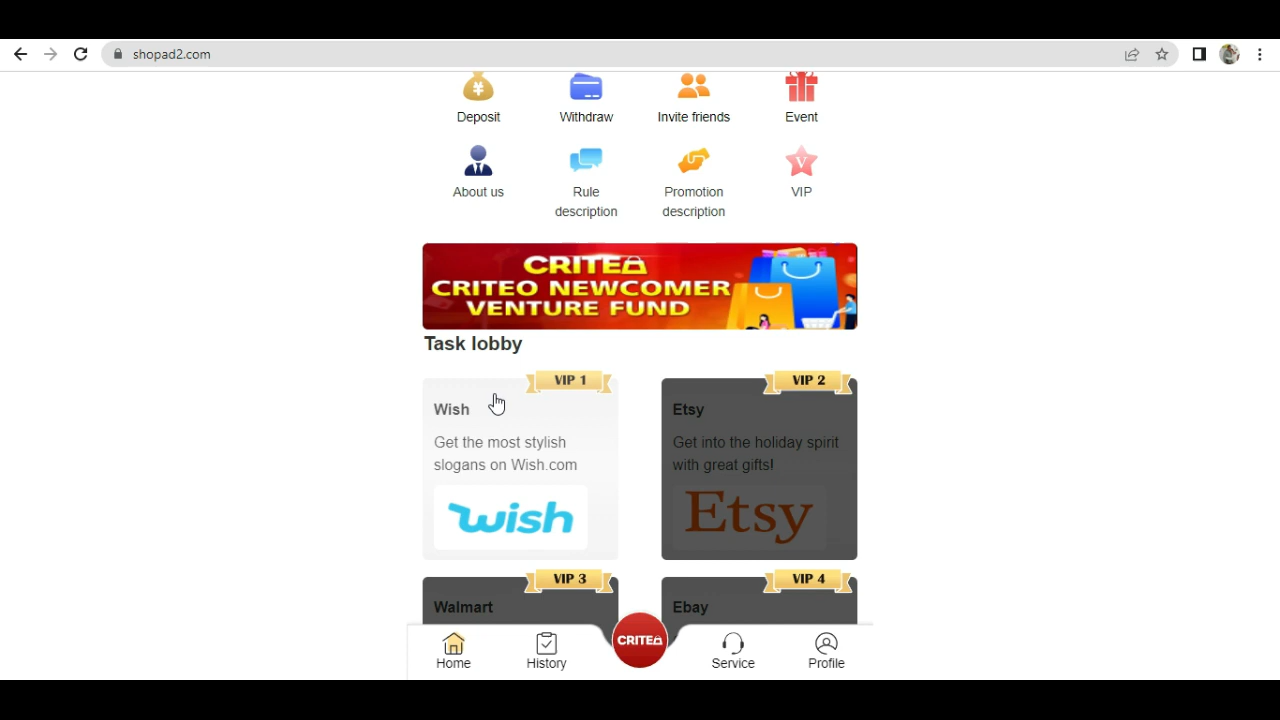 shopad2.com
Deposit
Withdraw
Invite friends
Event
About us
Rule
description
Promotion
description
V
VIP
CRITEO
CRITEO NEWCOMER
VENTURE FUND
Task lobby
VIP 1
Wish
Get the most stylish
slogans on Wish.com
wish
VIP 2
Etsy
Get into the holiday spirit
with great gifts!
Etsy
VIP 3
Walmart
VIP 4
Ebay
Home
History
CRITEO
Service
Profile